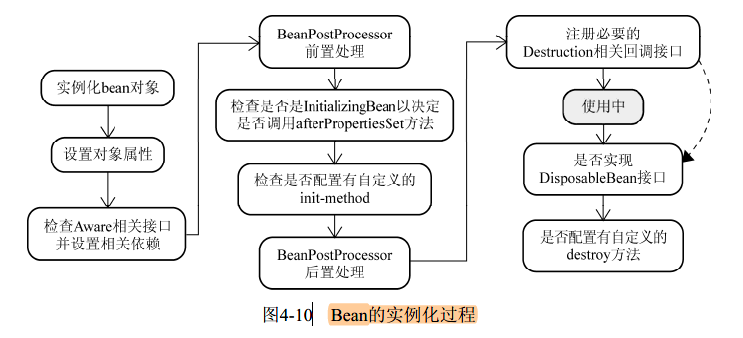 实例化bean对象
设置对象属性
检查Aware相关接口
并设置相关依赖
BeanPostProcessor
前置处理
检查是否是InitializingBean以决定
是否调用afterPropertiesSet方法
检查是否配置有自定义的
init-method
BeanPostProcessor
后置处理
注册必要的
Destruction相关回调接口
使用中
是否实现
DisposableBean接口
是否配置有自定义的
destroy方法
图4-10 Bean的实例化过程